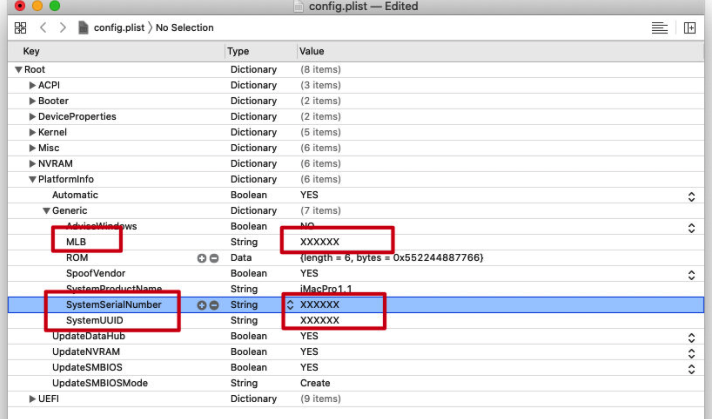 config.plist — Edited
config.plist 〉 No Selection
Key Type Value
Root Dictionary (8 items)
ACPI Dictionary (3 items)
Booter Dictionary (2 items)
DeviceProperties Dictionary (2 items)
Kernel Dictionary (5 items)
Misc Dictionary (6 items)
NVRAM Dictionary (6 items)
PlatformInfo Dictionary (6 items)
Automatic Boolean YES
Generic Dictionary (7 items)
AdviseWindows Boolean NO
MLB String XXXXXX
ROM Data {length = 6, bytes = 0x552244887766}
SpoofVendor Boolean YES
SystemProductName String iMacPro1,1
SystemSerialNumber String XXXXXX
SystemUUID String XXXXXX
UpdateDataHub Boolean YES
UpdateNVRAM Boolean YES
UpdateSMBIOS Boolean YES
UpdateSMBIOSMode String Create
UEFI Dictionary (9 items)